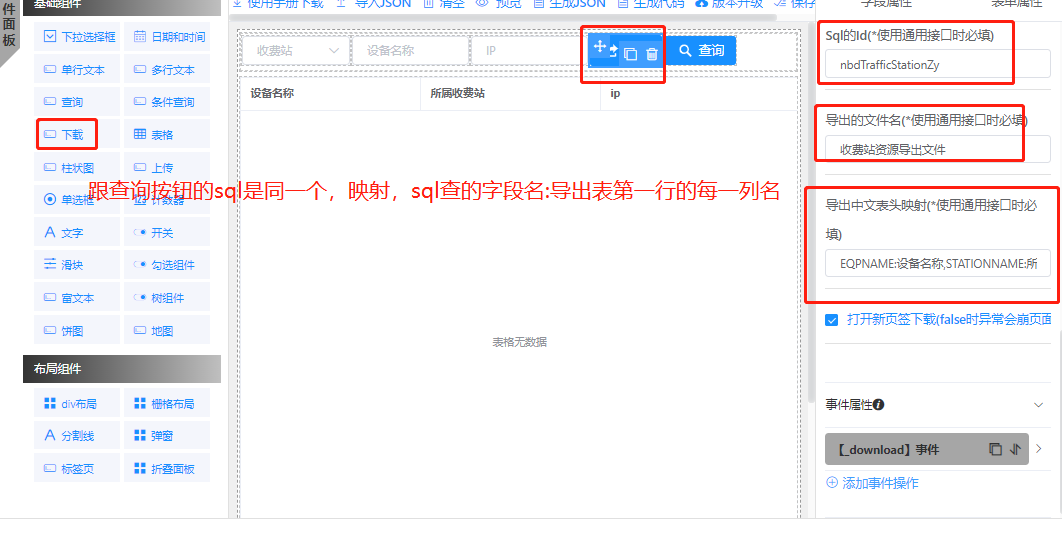 件面板
基础组件
使用手册下载 导入JSON 清空 预览 生成JSON 生成代码 版本升级 保存
字段属性 表单属性
下拉选择框 日期和时间
单行文本 多行文本
查询 条件查询
下载 表格
柱状图 上传
单选框 计数器
文字 开关
滑块 勾选组件
富文本 树组件
饼图 地图
布局组件
div布局 栅格布局
分割线 弹窗
标签页 折叠面板
收费站 设备名称 IP 查询
设备名称 所属收费站 ip
跟查询按钮的sql是同一个，映射，sql查的字段名:导出表第一行的每一列名
表格无数据
Sql的Id(*使用通用接口时必填)
nbdTrafficStationZy
导出的文件名(*使用通用接口时必填)
收费站资源导出文件
导出中文表头映射(*使用通用接口时必
填)
EQPNAME:设备名称,STATIONNAME:所
打开新页签下载(false时异常会崩页面
事件属性
【_download】事件
添加事件操作